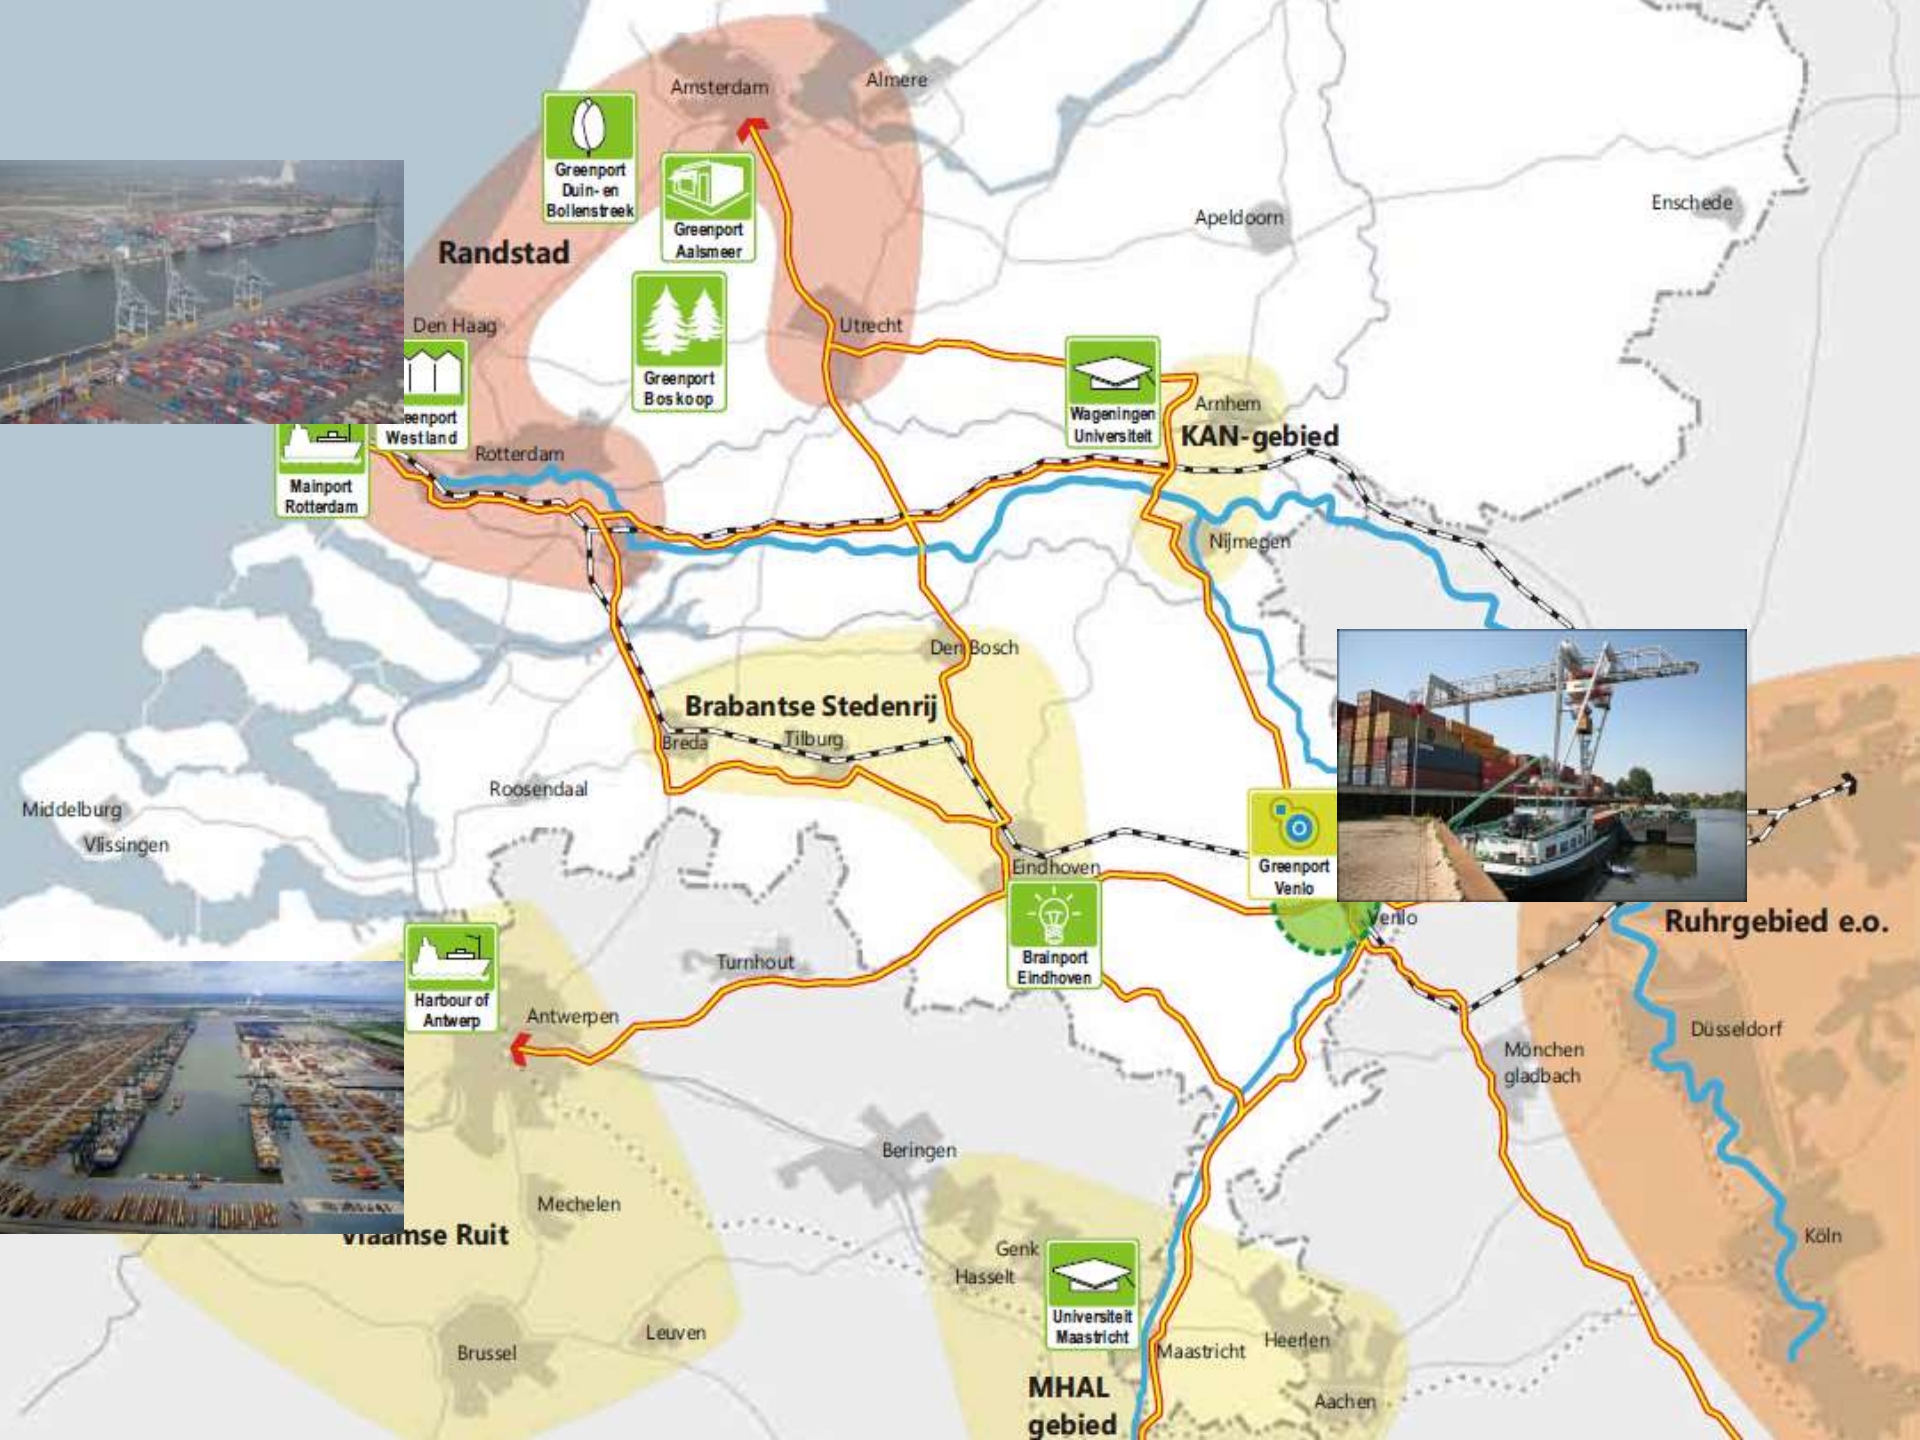 Amsterdam
Almere
Greenport
Duin- en
Bollenstreek
Greenport
Aalsmeer
Enschede
Apeldoorn
Randstad
Den Haag
Utrecht
Greenport
Boskoop
Westland
Wageningen
Universiteit
Arnhem
KAN-gebied
Rotterdam
Mainport
Rotterdam
Nijmegen
Den Bosch
Brabantse Stedenrij
Breda
Tilburg
Roosendaal
Middelburg
Vlissingen
Eindhoven
Greenport
Venlo
Venlo
Ruhrgebied e.o.
Brainport
Eindhoven
Turnhout
Harbour of
Antwerp
Antwerpen
Düsseldorf
Mönchen
gladbach
Beringen
Mechelen
Vlaamse Ruit
Köln
Genk
Hasselt
Universiteit
Maastricht
Leuven
Brussel
Maastricht
Heerlen
MHAL
gebied
Aachen